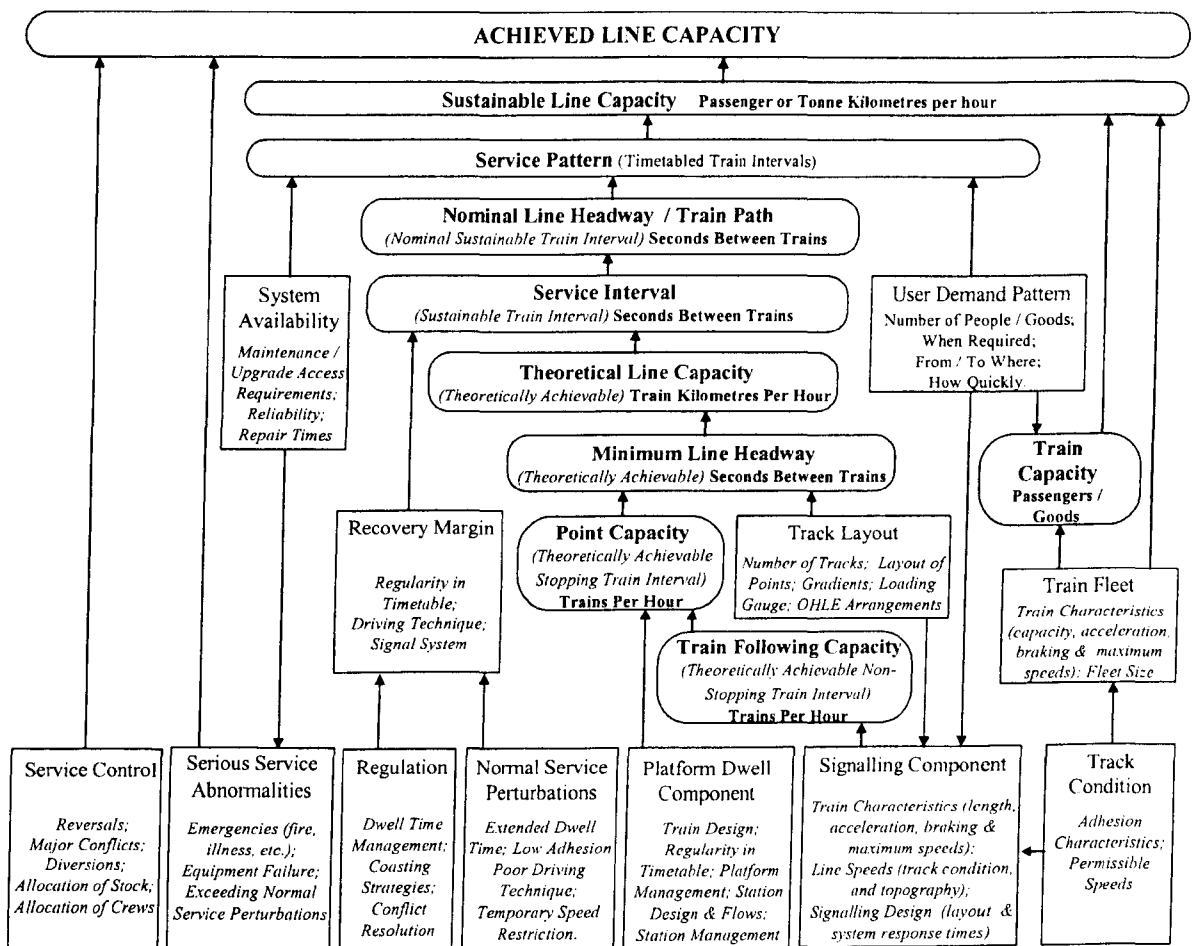 ACHIEVED LINE CAPACITY
Sustainable Line Capacity Passenger or Tonne Kilometres per hour
Service Pattern (Timetabled Train Intervals)
Nominal Line Headway / Train Path
(Nominal Sustainable Train Interval) Seconds Between Trains
System
Availability
Maintenance /
Upgrade Access
Requirements;
Reliability;
Repair Times
Service Interval
(Sustainable Train Interval) Seconds Between Trains
User Demand Pattern
Number of People / Goods;
When Required;
From / To Where;
How Quickly.
Theoretical Line Capacity
(Theoretically Achievable) Train Kilometres Per Hour
Minimum Line Headway
(Theoretically Achievable) Seconds Between Trains
Train
Capacity
Passengers /
Goods
Recovery Margin
Regularity in
Timetable;
Driving Technique;
Signal System
Point Capacity
(Theoretically Achievable
Stopping Train Interval)
Trains Per Hour
Track Layout
Number of Tracks; Layout of
Points; Gradients; Loading
Gauge; OHLE Arrangements
Train Fleet
Train Characteristics
(capacity, acceleration,
braking & maximum
speeds); Fleet Size
Train Following Capacity
(Theoretically Achievable Non-
Stopping Train Interval)
Trains Per Hour
Service Control
Reversals;
Major Conflicts;
Diversions;
Allocation of Stock;
Allocation of Crews
Serious Service
Abnormalities
Emergencies (fire,
illness, etc.);
Equipment Failure;
Exceeding Normal
Service Perturbations
Regulation
Dwell Time
Management;
Coasting
Strategies;
Conflict
Resolution
Normal Service
Perturbations
Extended Dwell
Time; Low Adhesion
Poor Driving
Technique;
Temporary Speed
Restriction.
Platform Dwell
Component
Train Design;
Regularity in
Timetable; Platform
Management; Station
Design & Flows;
Station Management
Signalling Component
Train Characteristics (length,
acceleration, braking &
maximum speeds);
Line Speeds (track condition,
and topography);
Signalling Design (layout &
system response times)
Track
Condition
Adhesion
Characteristics;
Permissible
Speeds